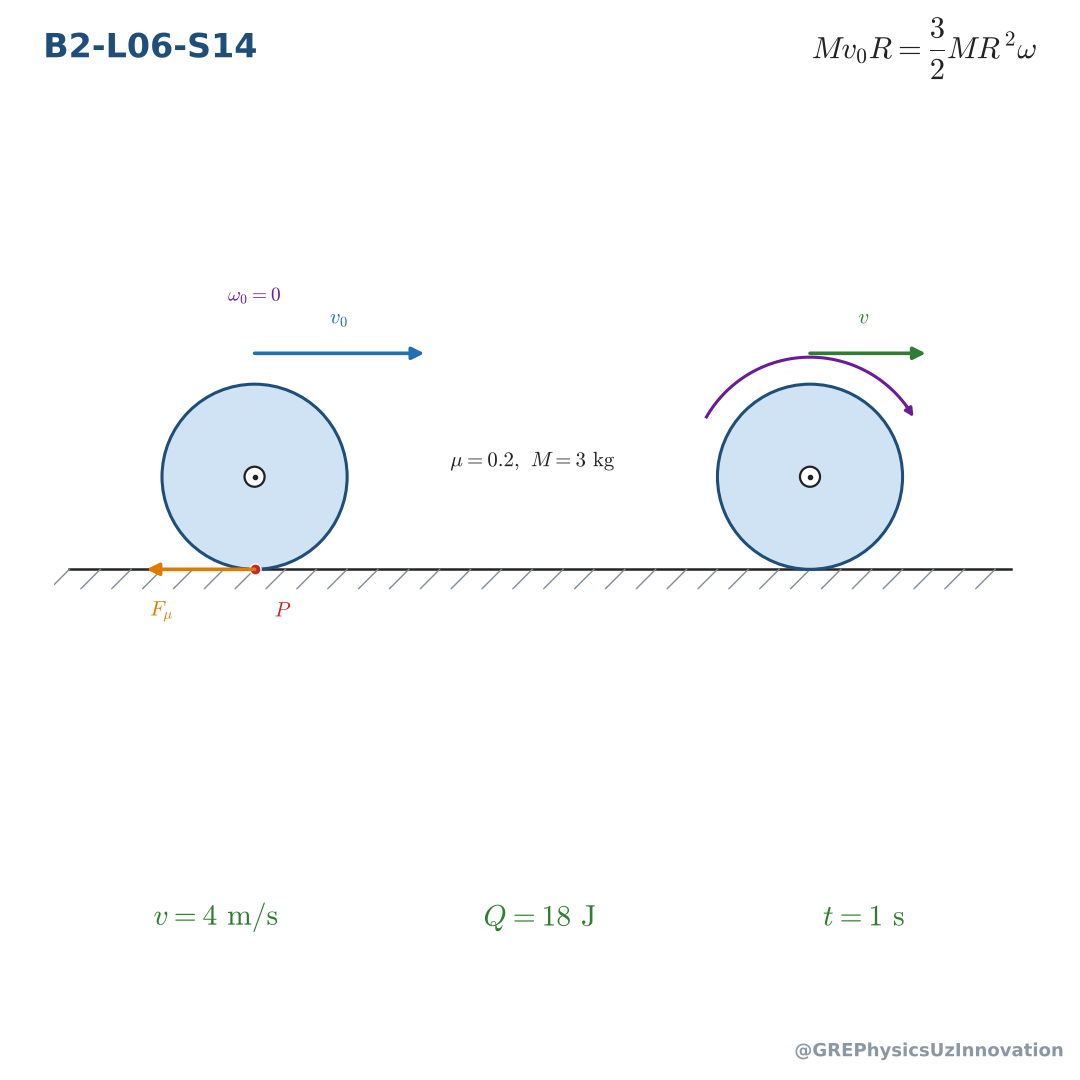 B2-L06-S14
Mv₀R = 3/2 MR²ω
ω₀ = 0
v₀
v
μ = 0.2, M = 3 kg
F_μ
P
v = 4 m/s
Q = 18 J
t = 1 s
@GREPhysicsUzInnovation